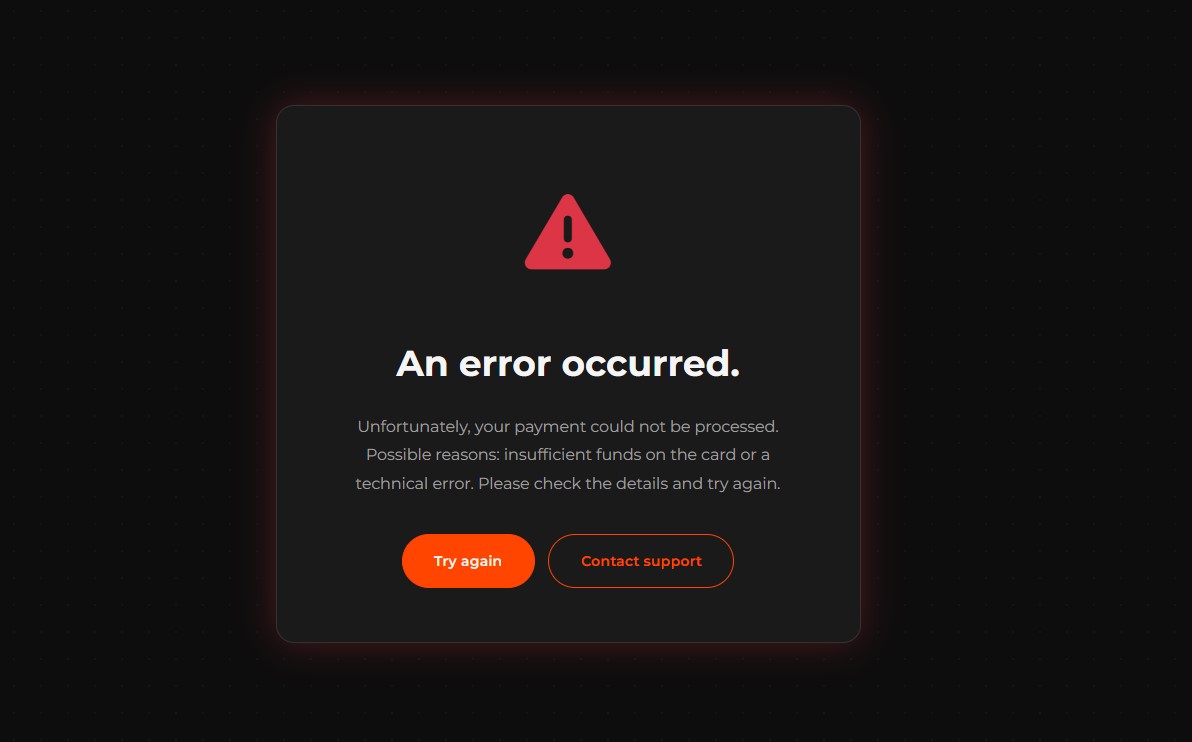 An error occurred.
Unfortunately, your payment could not be processed.
Possible reasons: insufficient funds on the card or a
technical error. Please check the details and try again.
Try again
Contact support